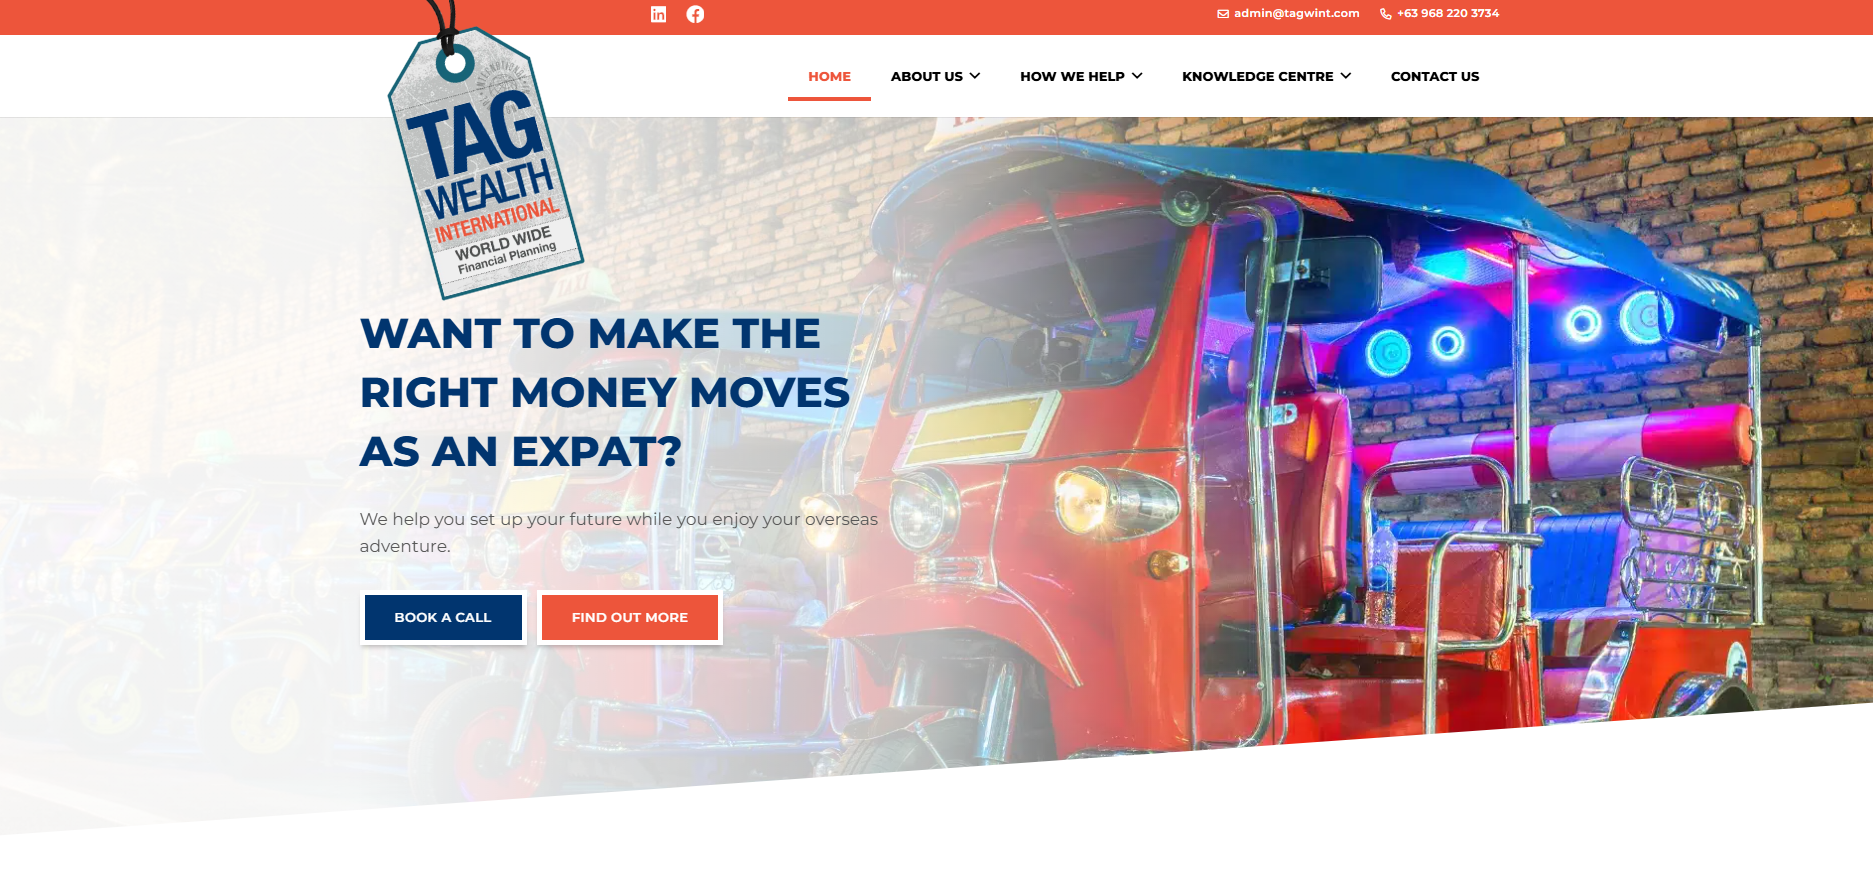 admin@tagwint.com
+63 968 220 3734
HOME
ABOUT US
HOW WE HELP
KNOWLEDGE CENTRE
CONTACT US
INTERNATIONAL
TAG
WEALTH
INTERNATIONAL
WORLD WIDE
Financial Planning
WANT TO MAKE THE
RIGHT MONEY MOVES
AS AN EXPAT?
We help you set up your future while you enjoy your overseas
adventure.
BOOK A CALL
FIND OUT MORE